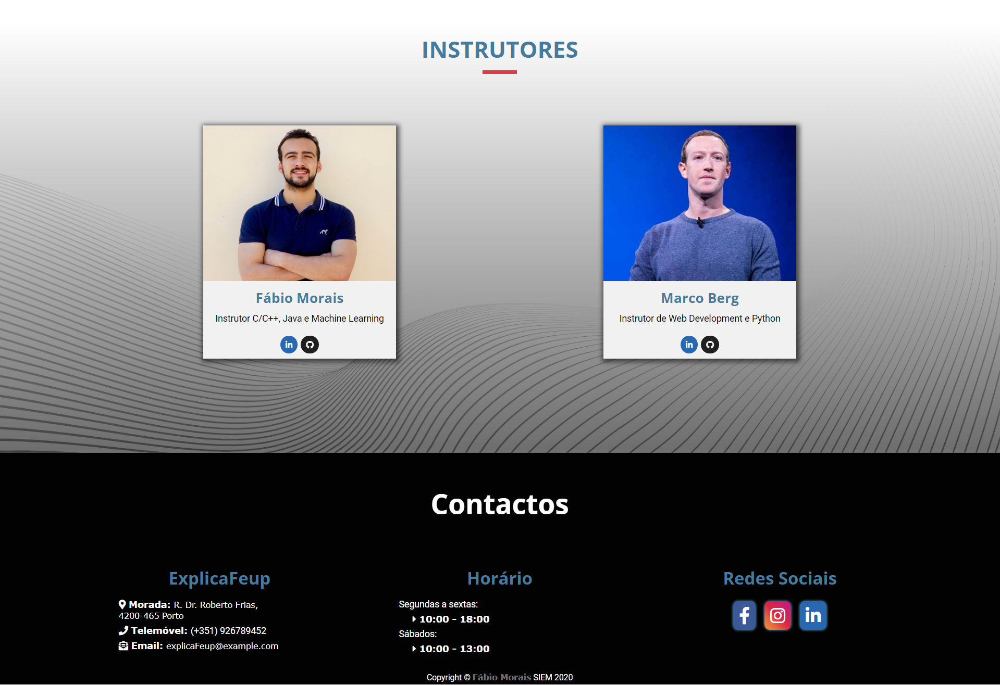 INSTRUTORES
Fábio Morais
Instrutor C/C++, Java e Machine Learning
Marco Berg
Instrutor de Web Development e Python
Contactos
ExplicaFeup
Morada: R. Dr. Roberto Frias,
4200-465 Porto
Telemóvel: (+351) 926789452
Email: explicaFeup@example.com
Horário
Segundas a sextas:
10:00 - 18:00
Sábados:
10:00 - 13:00
Redes Sociais
Copyright © Fábio Morais SIEM 2020